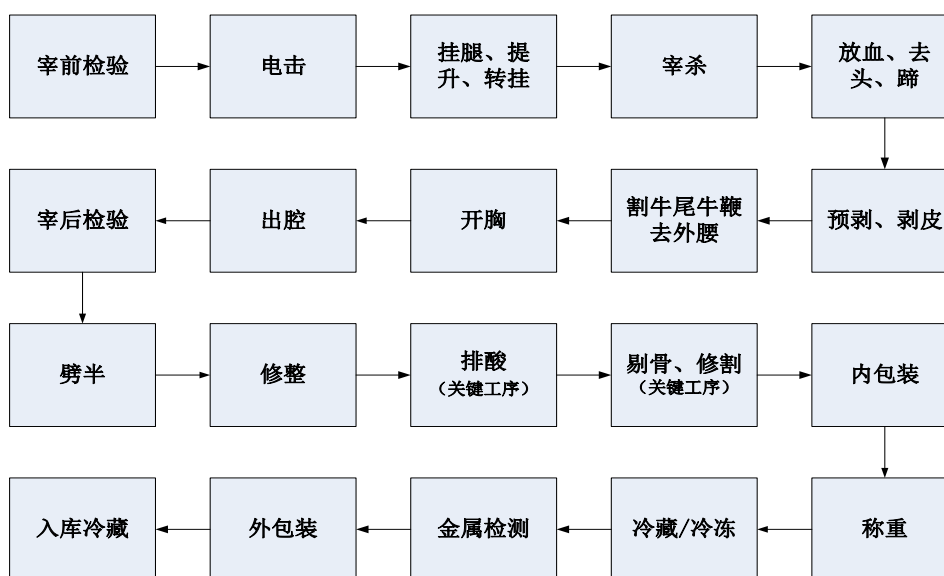 宰前检验
电击
挂腿、提
升、转挂
宰杀
放血、去
头、蹄
预剥、剥皮
割牛尾牛鞭
去外腰
开胸
出腔
宰后检验
劈半
修整
排酸
（关键工序）
剔骨、修割
（关键工序）
内包装
称重
冷藏/冷冻
金属检测
外包装
入库冷藏